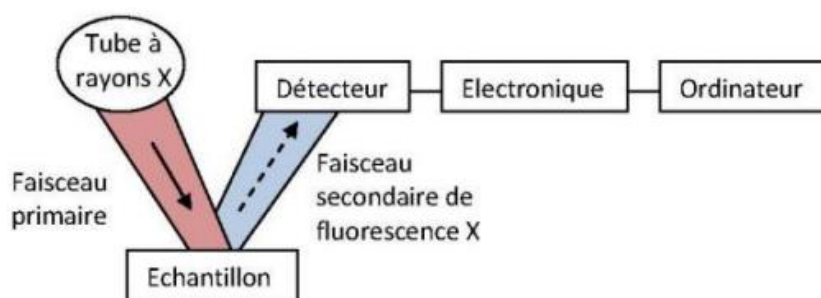 Tube à
rayons X
Détecteur
Electronique
Ordinateur
Faisceau
primaire
Faisceau
secondaire de
fluorescence X
Echantillon